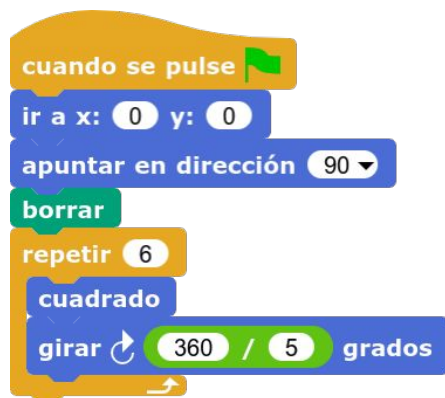 cuando se pulse
ir a x: 0 y: 0
apuntar en dirección 90
borrar
repetir 6
cuadrado
girar 360 / 5 grados